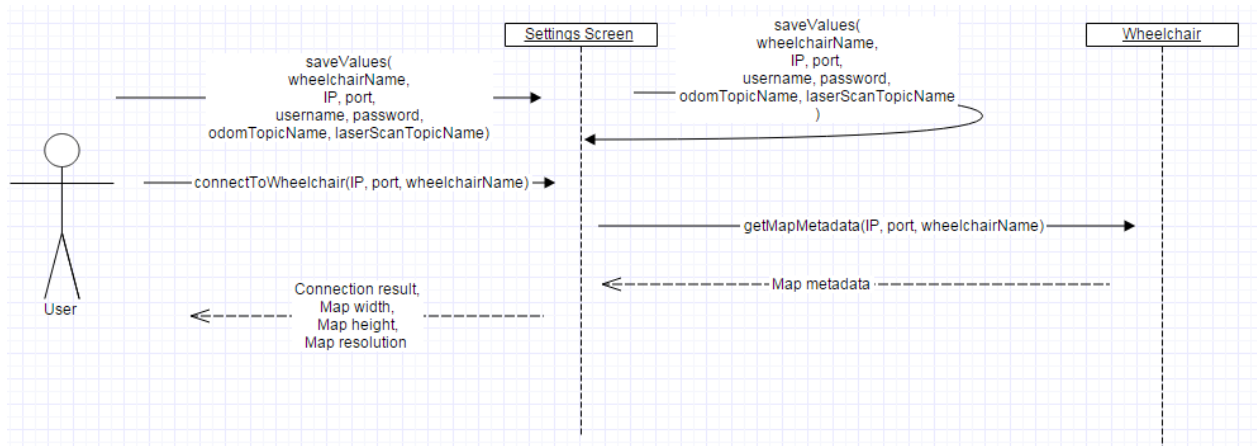 Settings Screen
Wheelchair
saveValues(
wheelchairName,
IP, port,
username, password,
odomTopicName, laserScanTopicName)
saveValues(
wheelchairName,
IP, port,
username, password,
odomTopicName, laserScanTopicName
)
connectToWheelchair(IP, port, wheelchairName)
getMapMetadata(IP, port, wheelchairName)
Map metadata
Connection result,
Map width,
Map height,
Map resolution
User